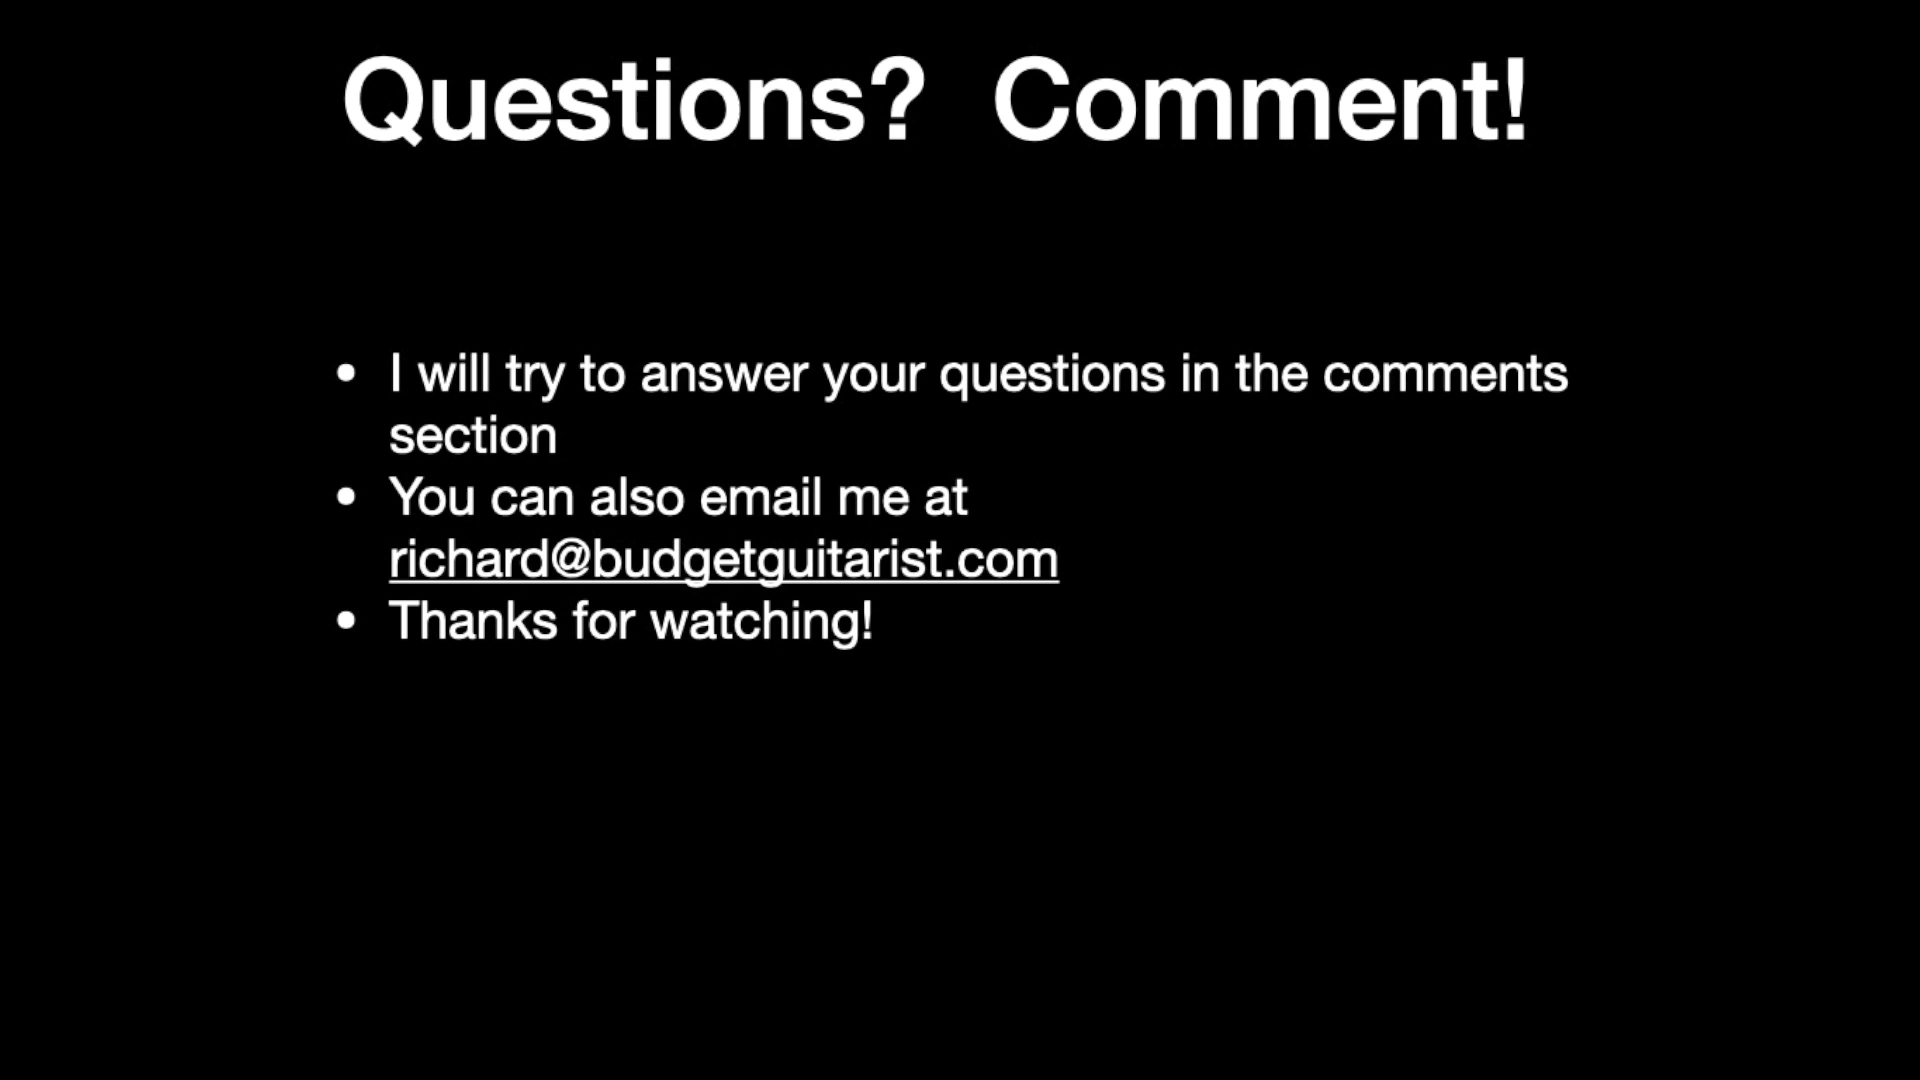 Questions?  Comment!
• I will try to answer your questions in the comments
section
• You can also email me at
richard@budgetguitarist.com
• Thanks for watching!